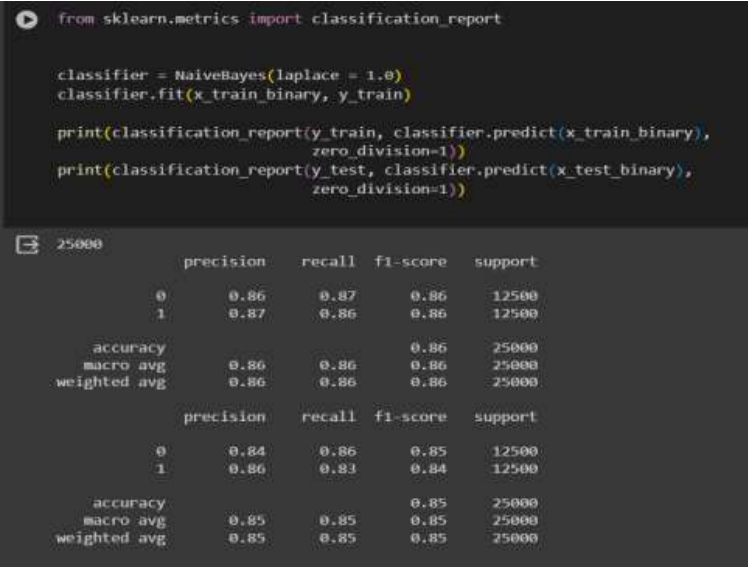 from sklearn.metrics import classification_report
classifier = NaiveBayes(laplace = 1.0)
classifier.fit(x_train_binary, y_train)
print(classification_report(y_train, classifier.predict(x_train_binary),
zero_division=1))
print(classification_report(y_test, classifier.predict(x_test_binary),
zero_division=1))
25000
precision recall f1-score support
0 0.86 0.87 0.86 12500
1 0.87 0.86 0.86 12500
accuracy 0.86 25000
macro avg 0.86 0.86 0.86 25000
weighted avg 0.86 0.86 0.86 25000
precision recall f1-score support
0 0.84 0.86 0.85 12500
1 0.86 0.83 0.84 12500
accuracy 0.85 25000
macro avg 0.85 0.85 0.85 25000
weighted avg 0.85 0.85 0.85 25000